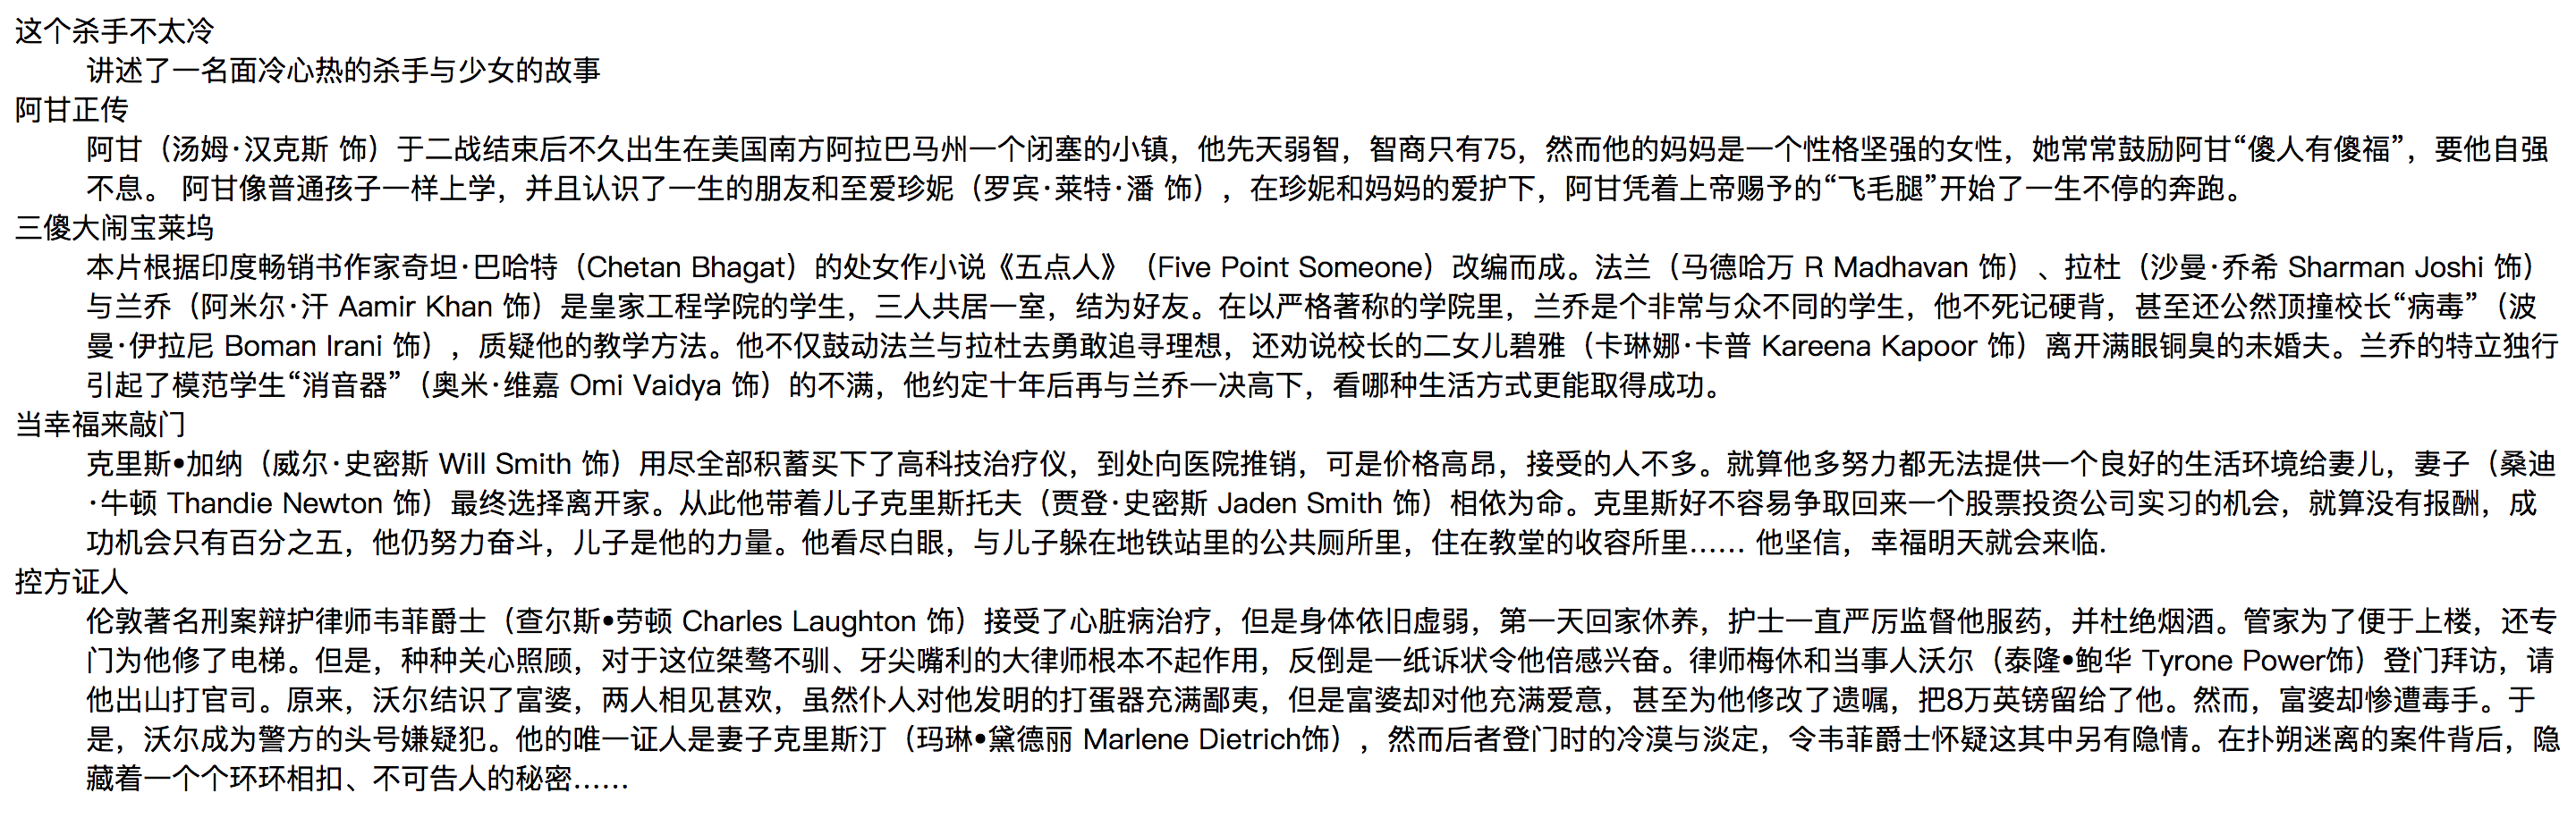 这个杀手不太冷
讲述了一名面冷心热的杀手与少女的故事
阿甘正传
阿甘（汤姆·汉克斯 饰）于二战结束后不久出生在美国南方阿拉巴马州一个闭塞的小镇，他先天弱智，智商只有75，然而他的妈妈是一个性格坚强的女性，她常常鼓励阿甘“傻人有傻福”，要他自强
不息。 阿甘像普通孩子一样上学，并且认识了一生的朋友和至爱珍妮（罗宾·莱特·潘 饰），在珍妮和妈妈的爱护下，阿甘凭着上帝赐予的“飞毛腿”开始了一生不停的奔跑。
三傻大闹宝莱坞
本片根据印度畅销书作家奇坦·巴哈特（Chetan Bhagat）的处女作小说《五点人》（Five Point Someone）改编而成。法兰（马德哈万 R Madhavan 饰）、拉杜（沙曼·乔希 Sharman Joshi 饰）
与兰乔（阿米尔·汗 Aamir Khan 饰）是皇家工程学院的学生，三人共居一室，结为好友。在以严格著称的学院里，兰乔是个非常与众不同的学生，他不死记硬背，甚至还公然顶撞校长“病毒”（波
曼·伊拉尼 Boman Irani 饰），质疑他的教学方法。他不仅鼓动法兰与拉杜去勇敢追寻理想，还劝说校长的二女儿碧雅（卡琳娜·卡普 Kareena Kapoor 饰）离开满眼铜臭的未婚夫。兰乔的特立独行
引起了模范学生“消音器”（奥米·维嘉 Omi Vaidya 饰）的不满，他约定十年后再与兰乔一决高下，看哪种生活方式更能取得成功。
当幸福来敲门
克里斯•加纳（威尔·史密斯 Will Smith 饰）用尽全部积蓄买下了高科技治疗仪，到处向医院推销，可是价格高昂，接受的人不多。就算他多努力都无法提供一个良好的生活环境给妻儿，妻子（桑迪
·牛顿 Thandie Newton 饰）最终选择离开家。从此他带着儿子克里斯托夫（贾登·史密斯 Jaden Smith 饰）相依为命。克里斯好不容易争取回来一个股票投资公司实习的机会，就算没有报酬，成
功机会只有百分之五，他仍努力奋斗，儿子是他的力量。他看尽白眼，与儿子躲在地铁站里的公共厕所里，住在教堂的收容所里…… 他坚信，幸福明天就会来临.
控方证人
伦敦著名刑案辩护律师韦菲爵士（查尔斯•劳顿 Charles Laughton 饰）接受了心脏病治疗，但是身体依旧虚弱，第一天回家休养，护士一直严厉监督他服药，并杜绝烟酒。管家为了便于上楼，还专
门为他修了电梯。但是，种种关心照顾，对于这位桀骜不驯、牙尖嘴利的大律师根本不起作用，反倒是一纸诉状令他倍感兴奋。律师梅休和当事人沃尔（泰隆•鲍华 Tyrone Power饰）登门拜访，请
他出山打官司。原来，沃尔结识了富婆，两人相见甚欢，虽然仆人对他发明的打蛋器充满鄙夷，但是富婆却对他充满爱意，甚至为他修改了遗嘱，把8万英镑留给了他。然而，富婆却惨遭毒手。于
是，沃尔成为警方的头号嫌疑犯。他的唯一证人是妻子克里斯汀（玛琳•黛德丽 Marlene Dietrich饰），然而后者登门时的冷漠与淡定，令韦菲爵士怀疑这其中另有隐情。在扑朔迷离的案件背后，隐
藏着一个个环环相扣、不可告人的秘密……